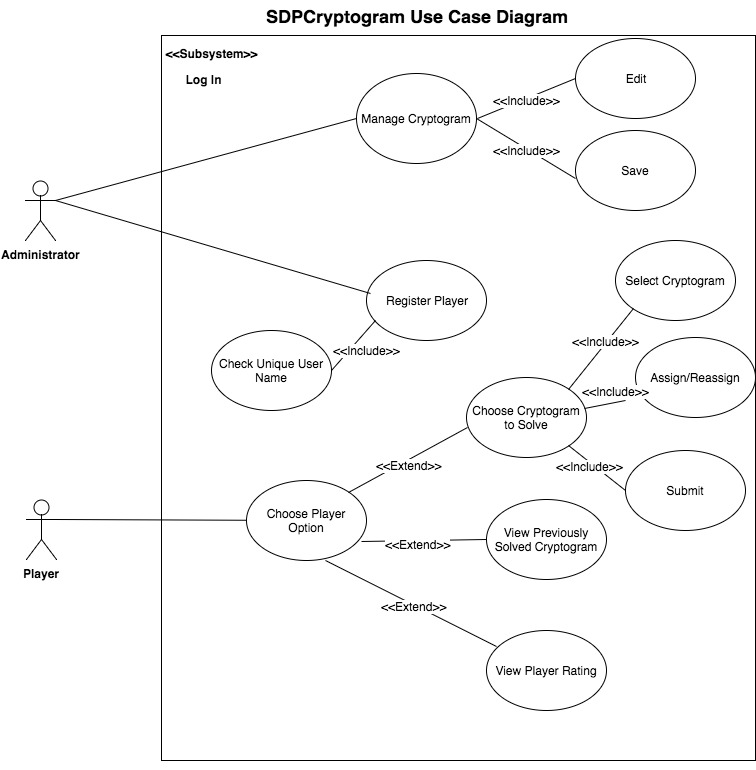 SDPCryptogram Use Case Diagram
<<Subsystem>>
Log In
Edit
<<Include>>
Manage Cryptogram
<<Include>>
Save
Administrator
Select Cryptogram
Register Player
<<Include>>
<<Include>>
Check Unique User
Name
Assign/Reassign
<<Include>>
Choose Cryptogram
to Solve
<<Extend>>
<<Include>>
Submit
Choose Player
Option
View Previously
Solved Cryptogram
<<Extend>>
Player
<<Extend>>
View Player Rating